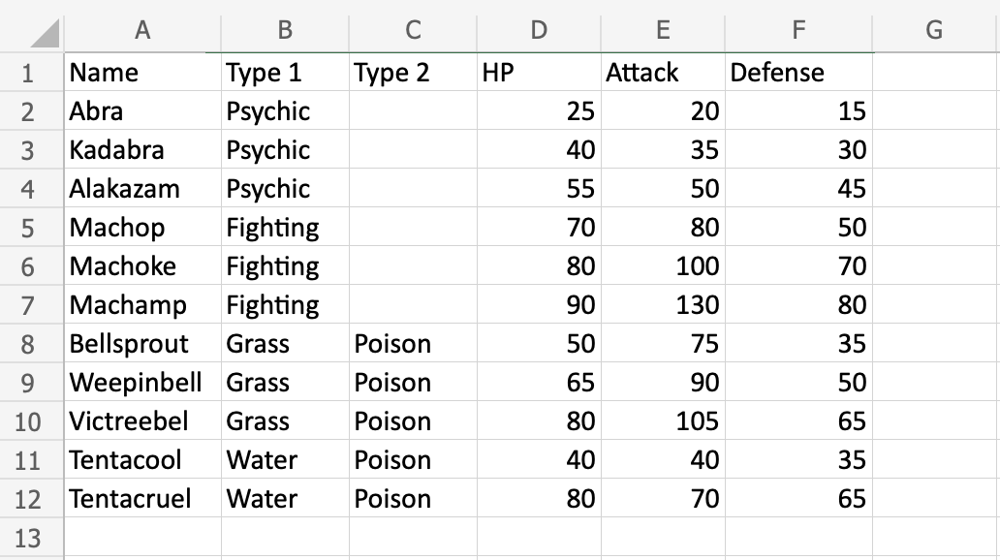 A B C D E F G
1 Name Type 1 Type 2 HP Attack Defense
2 Abra Psychic 25 20 15
3 Kadabra Psychic 40 35 30
4 Alakazam Psychic 55 50 45
5 Machop Fighting 70 80 50
6 Machoke Fighting 80 100 70
7 Machamp Fighting 90 130 80
8 Bellsprout Grass Poison 50 75 35
9 Weepinbell Grass Poison 65 90 50
10 Victreebel Grass Poison 80 105 65
11 Tentacool Water Poison 40 40 35
12 Tentacruel Water Poison 80 70 65
13